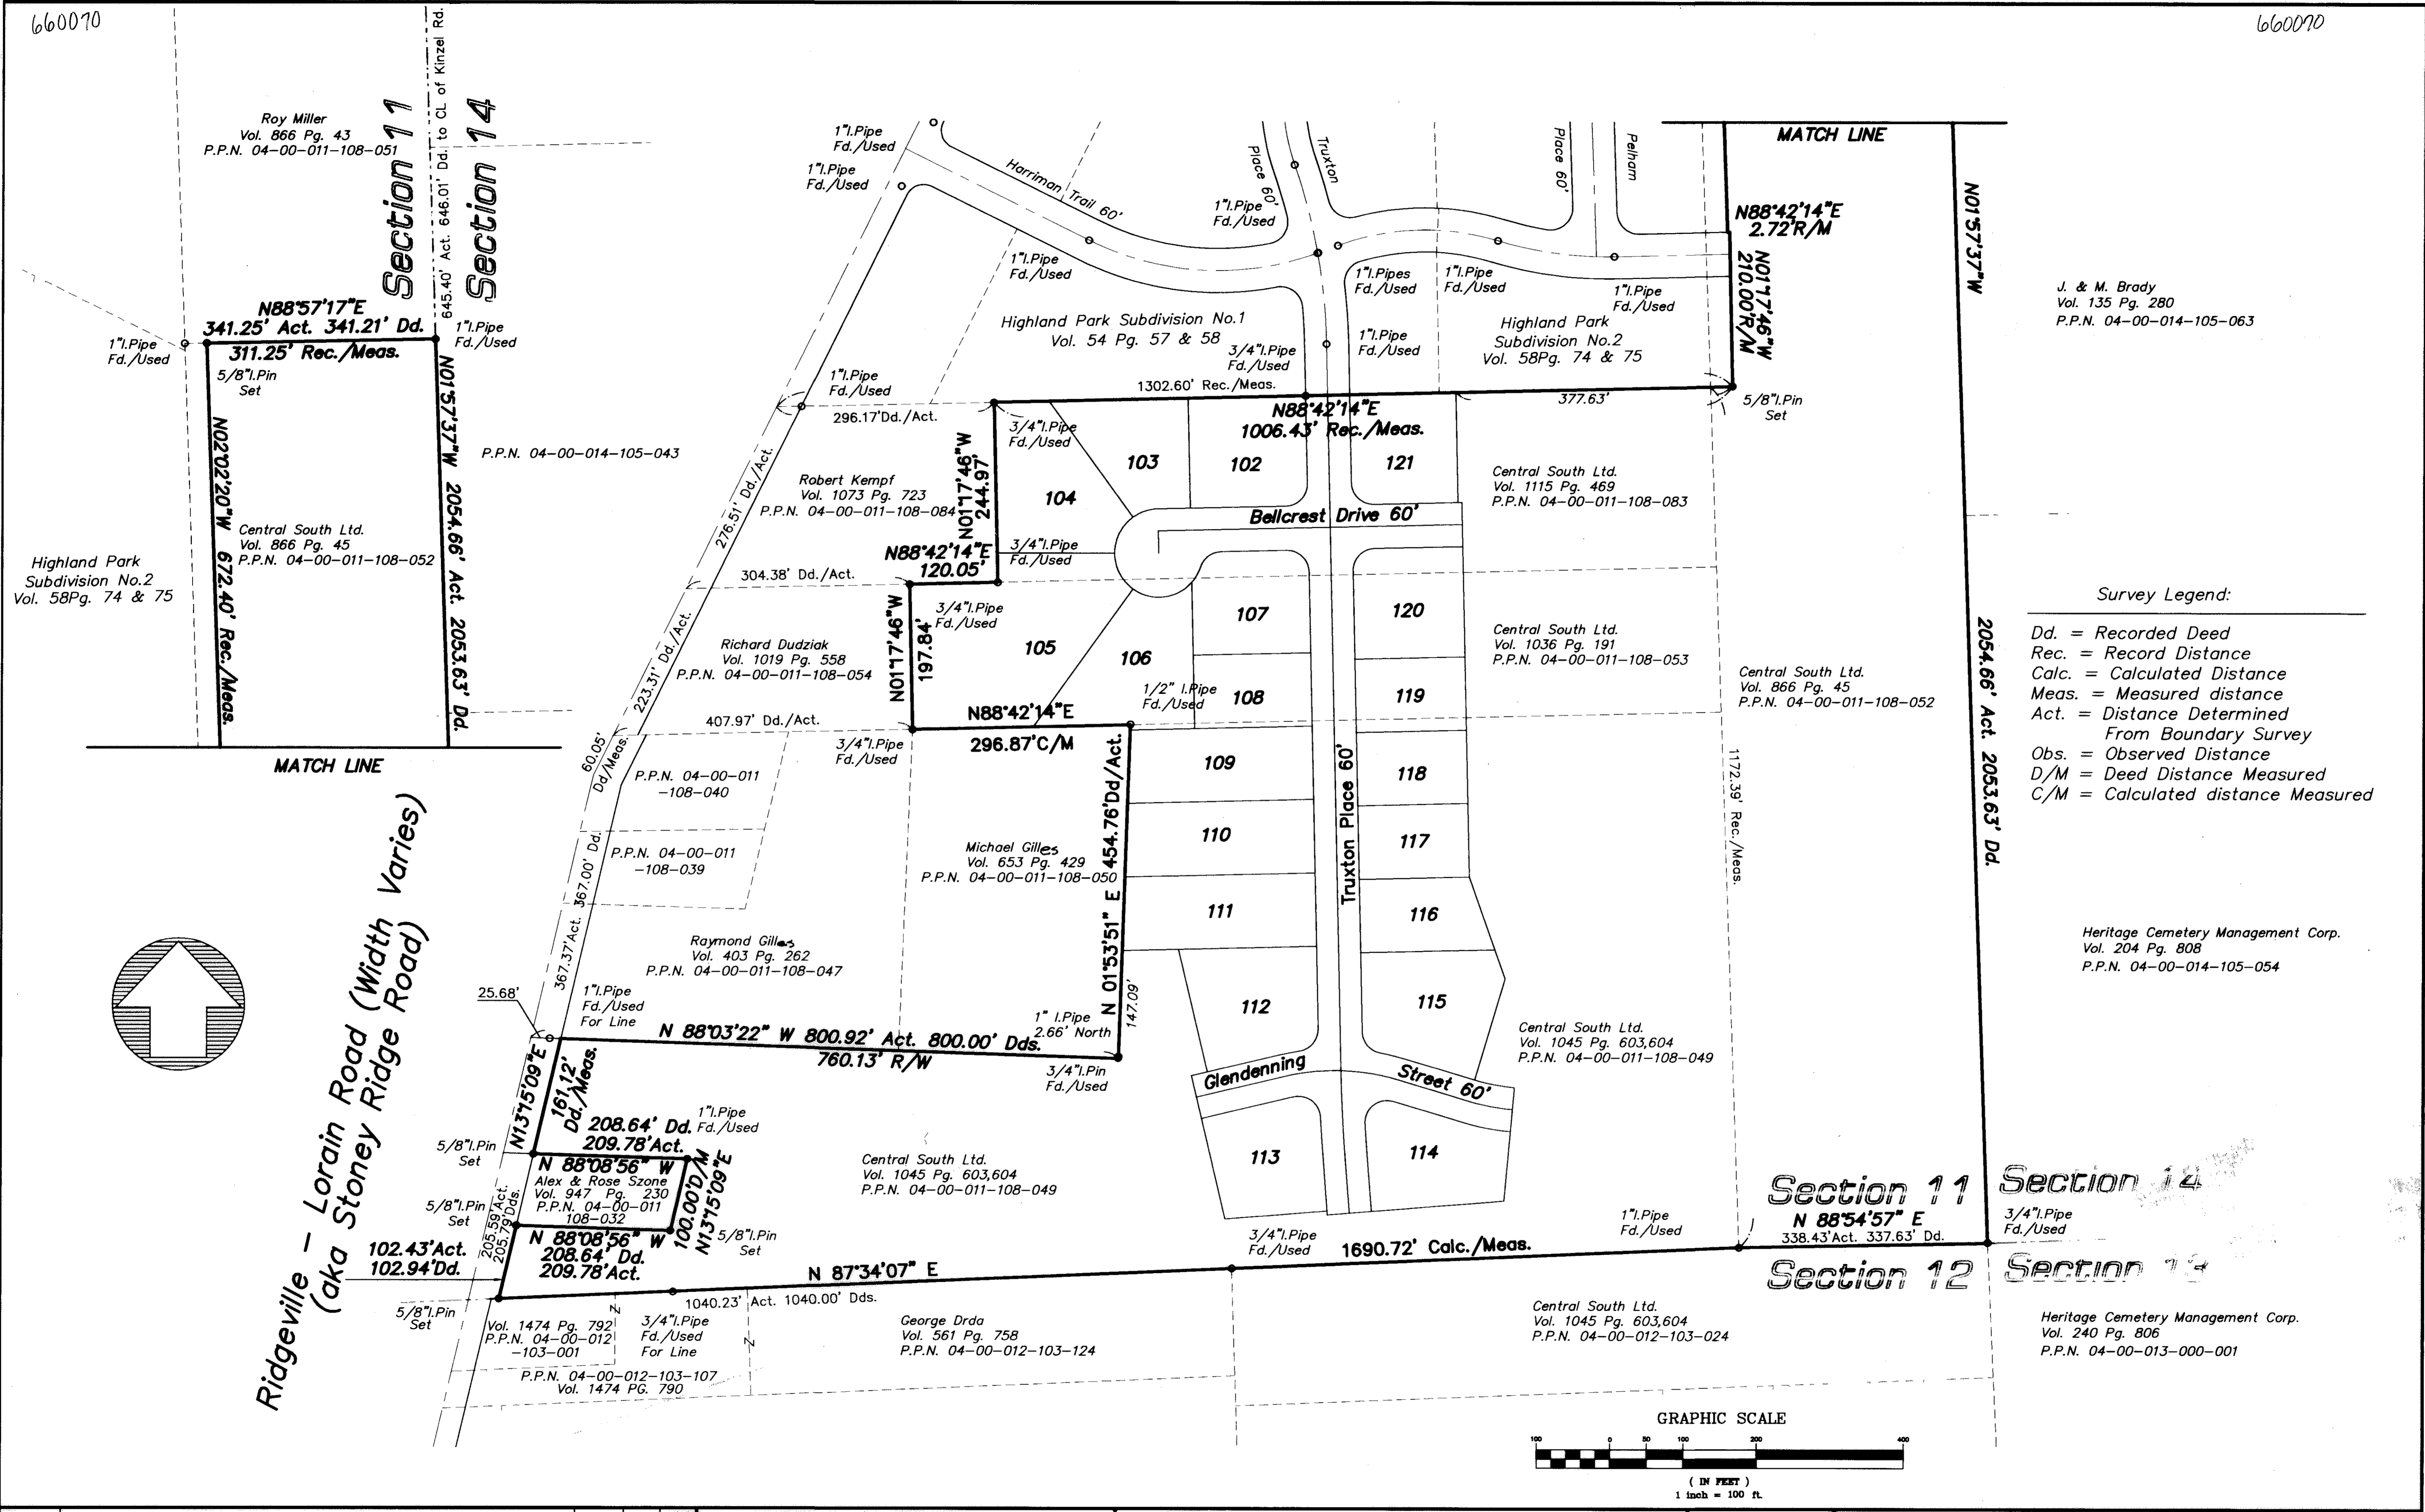 660070
660070
Roy Miller
Vol. 866 Pg. 43
P.P.N. 04-00-011-108-051
Section 11
645.40' Act. 646.01' Dd. to CL of Kinzel Rd.
Section 14
N88°57'17"E
341.25' Act. 341.21' Dd.
311.25' Rec./Meas.
1"I.Pipe
Fd./Used
1"I.Pipe
Fd./Used
5/8"I.Pin
Set
N02°02'20"W 672.40' Rec./Meas.
N01°57'37"W 2054.66' Act. 2053.63' Dd.
Central South Ltd.
Vol. 866 Pg. 45
P.P.N. 04-00-011-108-052
Highland Park
Subdivision No.2
Vol. 58Pg. 74 & 75
P.P.N. 04-00-014-105-043
MATCH LINE
1"I.Pipe
Fd./Used
1"I.Pipe
Fd./Used
Harriman Trail 60'
1"I.Pipe
Fd./Used
Place 60'
Truxton
1"I.Pipe
Fd./Used
Place 60'
Pelham
MATCH LINE
N88°42'14"E
2.72'R/M
N01°17'46"W
210.00'R/M
N01°57'37"W
2054.66' Act. 2053.63' Dd.
J. & M. Brady
Vol. 135 Pg. 280
P.P.N. 04-00-014-105-063
1"I.Pipes
Fd./Used
1"I.Pipe
Fd./Used
1"I.Pipe
Fd./Used
Highland Park Subdivision No.1
Vol. 54 Pg. 57 & 58
3/4"I.Pipe
Fd./Used
1"I.Pipe
Fd./Used
Highland Park
Subdivision No.2
Vol. 58Pg. 74 & 75
1"I.Pipe
Fd./Used
1302.60' Rec./Meas.
296.17'Dd./Act.
N88°42'14"E
1006.43' Rec./Meas.
377.63'
5/8"I.Pin
Set
3/4"I.Pipe
Fd./Used
276.51' Dd./Act.
Robert Kempf
Vol. 1073 Pg. 723
P.P.N. 04-00-011-108-084
N01°17'46"W
244.97'
103
102
121
104
Central South Ltd.
Vol. 1115 Pg. 469
P.P.N. 04-00-011-108-083
Bellcrest Drive 60'
N88°42'14"E
120.05'
3/4"I.Pipe
Fd./Used
304.38' Dd./Act.
3/4"I.Pipe
Fd./Used
N01°17'46"W
197.84'
223.31' Dd./Act.
Richard Dudziak
Vol. 1019 Pg. 558
P.P.N. 04-00-011-108-054
105
106
107
120
108
119
1/2" I.Pipe
Fd./Used
Central South Ltd.
Vol. 1036 Pg. 191
P.P.N. 04-00-011-108-053
Central South Ltd.
Vol. 866 Pg. 45
P.P.N. 04-00-011-108-052
407.97' Dd./Act.
N88°42'14"E
296.87'C/M
3/4"I.Pipe
Fd./Used
60.05'
Dd/Meas.
P.P.N. 04-00-011
-108-040
P.P.N. 04-00-011
-108-039
367.37'Act. 367.00' Dd.
Michael Gilles
Vol. 653 Pg. 429
P.P.N. 04-00-011-108-050
N 01°53'51" E 454.76'Dd/Act.
147.09'
109
118
110
117
111
116
112
115
Truxton Place 60'
1172.39' Rec./Meas.
Survey Legend:
Dd. = Recorded Deed
Rec. = Record Distance
Calc. = Calculated Distance
Meas. = Measured distance
Act. = Distance Determined
From Boundary Survey
Obs. = Observed Distance
D/M = Deed Distance Measured
C/M = Calculated distance Measured
Heritage Cemetery Management Corp.
Vol. 204 Pg. 808
P.P.N. 04-00-014-105-054
Ridgeville - Lorain Road (Width Varies)
(aka Stoney Ridge Road)
Raymond Gilles
Vol. 403 Pg. 262
P.P.N. 04-00-011-108-047
25.68'
1"I.Pipe
Fd./Used
For Line
N 88°03'22" W 800.92' Act. 800.00' Dds.
760.13' R/W
1" I.Pipe
2.66' North
3/4"I.Pin
Fd./Used
N13°15'09"E
161.12'
Dd./Meas.
Central South Ltd.
Vol. 1045 Pg. 603,604
P.P.N. 04-00-011-108-049
Glendenning
Street 60'
113
114
208.64' Dd.
209.78'Act.
1"I.Pipe
Fd./Used
5/8"I.Pin
Set
N 88°08'56" W
Alex & Rose Szone
Vol. 947 Pg. 230
P.P.N. 04-00-011
108-032
100.00'D/M
N13°15'09"E
5/8"I.Pin
Set
205.59'Act.
205.79'Dds.
5/8"I.Pin
Set
N 88°08'56" W
208.64' Dd.
209.78'Act.
102.43'Act.
102.94'Dd.
5/8"I.Pin
Set
Central South Ltd.
Vol. 1045 Pg. 603,604
P.P.N. 04-00-011-108-049
3/4"I.Pipe
Fd./Used
1690.72' Calc./Meas.
1"I.Pipe
Fd./Used
Section 11
Section 14
N 88°54'57" E
338.43'Act. 337.63' Dd.
3/4"I.Pipe
Fd./Used
Section 12
Section 13
N 87°34'07" E
1040.23' Act. 1040.00' Dds.
Vol. 1474 Pg. 792
P.P.N. 04-00-012
-103-001
3/4"I.Pipe
Fd./Used
For Line
Z
Z
P.P.N. 04-00-012-103-107
Vol. 1474 PG. 790
George Drda
Vol. 561 Pg. 758
P.P.N. 04-00-012-103-124
Central South Ltd.
Vol. 1045 Pg. 603,604
P.P.N. 04-00-012-103-024
Heritage Cemetery Management Corp.
Vol. 240 Pg. 806
P.P.N. 04-00-013-000-001
GRAPHIC SCALE
100 0 50 100 200 400
( IN FEET )
1 inch = 100 ft.